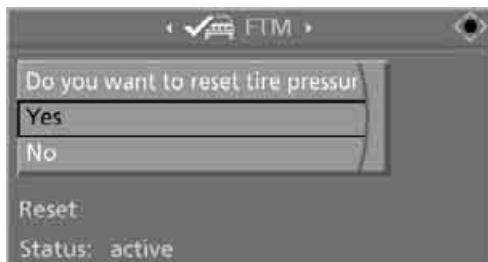 FTM
Do you want to reset tire pressur
Yes
No
Reset
Status: active